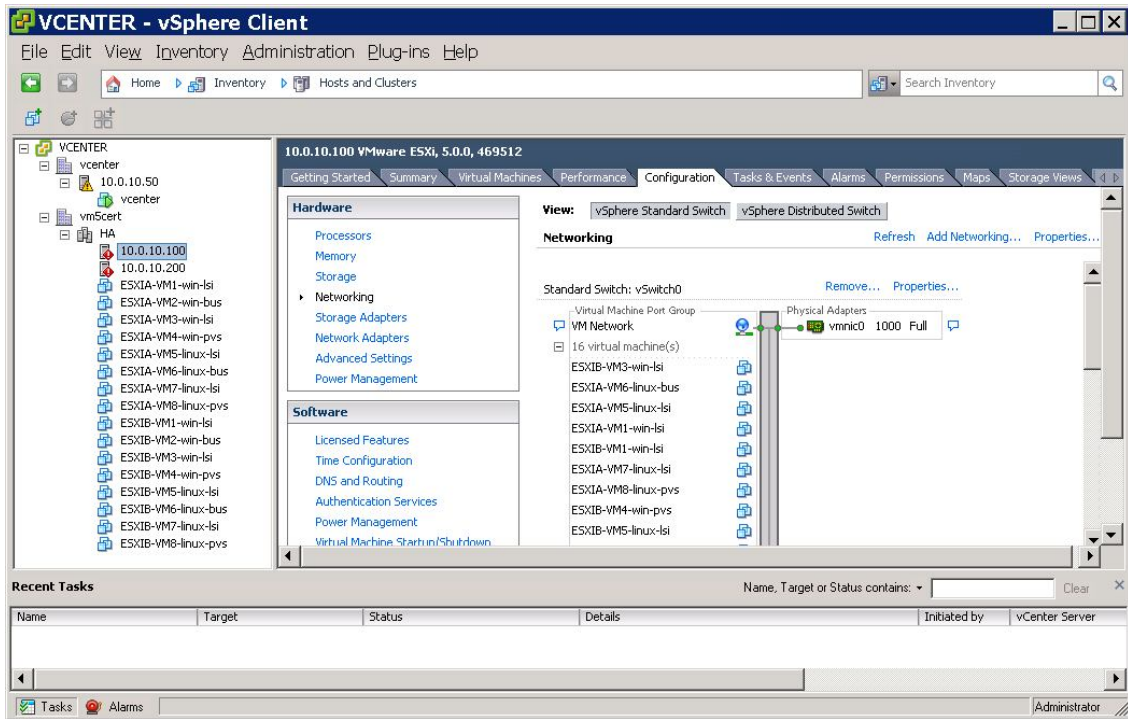 VCENTER - vSphere Client
File Edit View Inventory Administration Plug-ins Help
Home Inventory Hosts and Clusters Search Inventory
VCENTER
vcenter
10.0.10.50
vcenter
vm5cert
HA
10.0.10.100
10.0.10.200
ESXIA-VM1-win-lsi
ESXIA-VM2-win-bus
ESXIA-VM3-win-lsi
ESXIA-VM4-win-pvs
ESXIA-VM5-linux-lsi
ESXIA-VM6-linux-bus
ESXIA-VM7-linux-lsi
ESXIA-VM8-linux-pvs
ESXIB-VM1-win-lsi
ESXIB-VM2-win-bus
ESXIB-VM3-win-lsi
ESXIB-VM4-win-pvs
ESXIB-VM5-linux-lsi
ESXIB-VM6-linux-bus
ESXIB-VM7-linux-lsi
ESXIB-VM8-linux-pvs
10.0.10.100 VMware ESXi, 5.0.0, 469512
Getting Started Summary Virtual Machines Performance Configuration Tasks & Events Alarms Permissions Maps Storage Views
Hardware
Processors
Memory
Storage
Networking
Storage Adapters
Network Adapters
Advanced Settings
Power Management
Software
Licensed Features
Time Configuration
DNS and Routing
Authentication Services
Power Management
Virtual Machine Startup/Shutdown
View: vSphere Standard Switch vSphere Distributed Switch
Networking Refresh Add Networking... Properties...
Standard Switch: vSwitch0 Remove... Properties...
Virtual Machine Port Group Physical Adapters
VM Network vmnic0 1000 Full
16 virtual machine(s)
ESXIB-VM3-win-lsi
ESXIA-VM6-linux-bus
ESXIA-VM5-linux-lsi
ESXIA-VM1-win-lsi
ESXIB-VM1-win-lsi
ESXIA-VM7-linux-lsi
ESXIA-VM8-linux-pvs
ESXIB-VM4-win-pvs
ESXIB-VM5-linux-lsi
Recent Tasks Name, Target or Status contains: Clear
Name Target Status Details Initiated by vCenter Server
Tasks Alarms Administrator